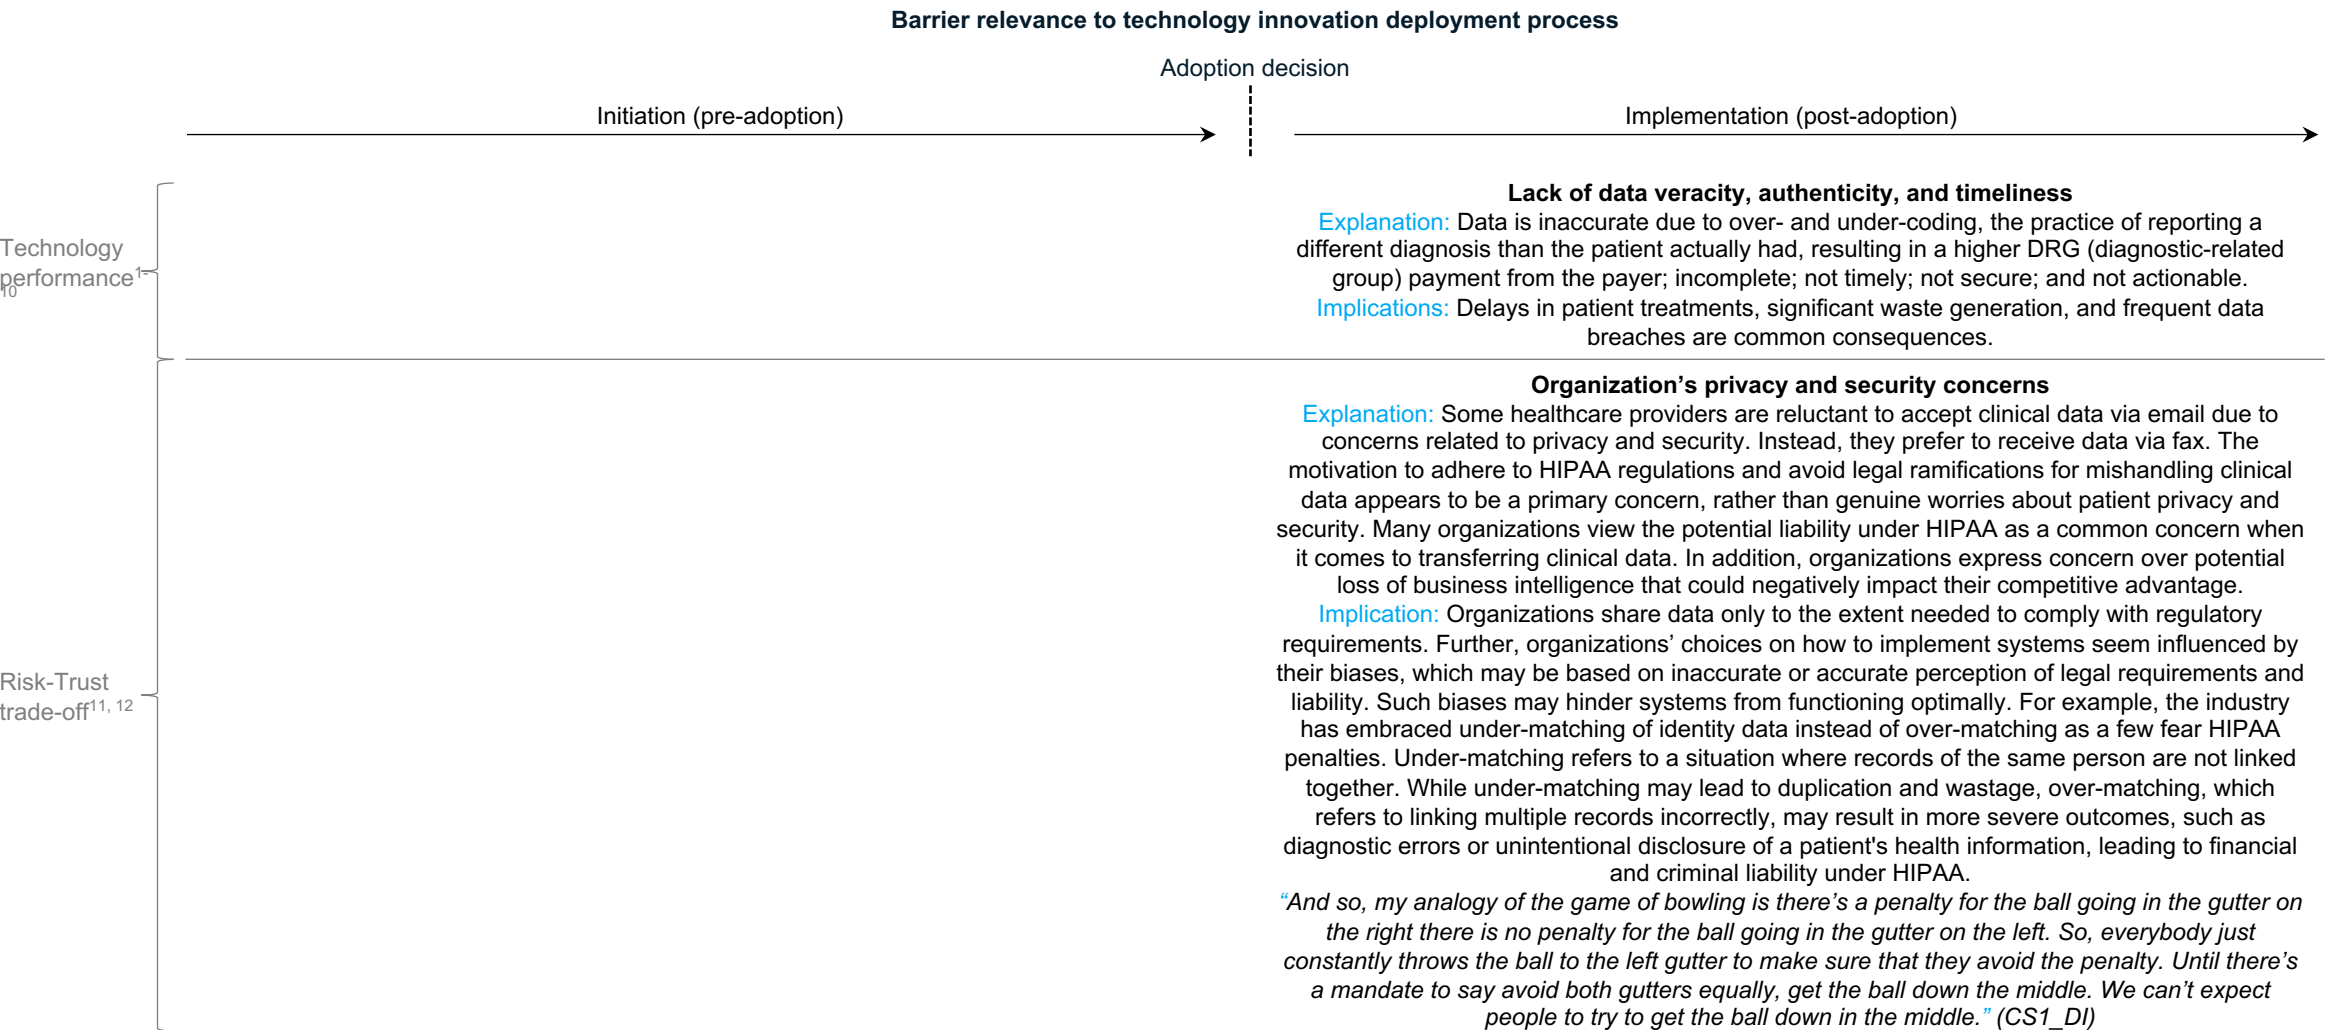 Barrier relevance to technology innovation deployment process
Adoption decision
Initiation (pre-adoption)
Implementation (post-adoption)
Technology
performance1-
10
Lack of data veracity, authenticity, and timeliness
Explanation: Data is inaccurate due to over- and under-coding, the practice of reporting a
different diagnosis than the patient actually had, resulting in a higher DRG (diagnostic-related
group) payment from the payer; incomplete; not timely; not secure; and not actionable.
Implications: Delays in patient treatments, significant waste generation, and frequent data
breaches are common consequences.
Risk-Trust
trade-off11, 12
Organization’s privacy and security concerns
Explanation: Some healthcare providers are reluctant to accept clinical data via email due to
concerns related to privacy and security. Instead, they prefer to receive data via fax. The
motivation to adhere to HIPAA regulations and avoid legal ramifications for mishandling clinical
data appears to be a primary concern, rather than genuine worries about patient privacy and
security. Many organizations view the potential liability under HIPAA as a common concern when
it comes to transferring clinical data. In addition, organizations express concern over potential
loss of business intelligence that could negatively impact their competitive advantage.
Implication: Organizations share data only to the extent needed to comply with regulatory
requirements. Further, organizations’ choices on how to implement systems seem influenced by
their biases, which may be based on inaccurate or accurate perception of legal requirements and
liability. Such biases may hinder systems from functioning optimally. For example, the industry
has embraced under-matching of identity data instead of over-matching as a few fear HIPAA
penalties. Under-matching refers to a situation where records of the same person are not linked
together. While under-matching may lead to duplication and wastage, over-matching, which
refers to linking multiple records incorrectly, may result in more severe outcomes, such as
diagnostic errors or unintentional disclosure of a patient's health information, leading to financial
and criminal liability under HIPAA.
“And so, my analogy of the game of bowling is there’s a penalty for the ball going in the gutter on
the right there is no penalty for the ball going in the gutter on the left. So, everybody just
constantly throws the ball to the left gutter to make sure that they avoid the penalty. Until there’s
a mandate to say avoid both gutters equally, get the ball down the middle. We can’t expect
people to try to get the ball down in the middle.” (CS1_DI)